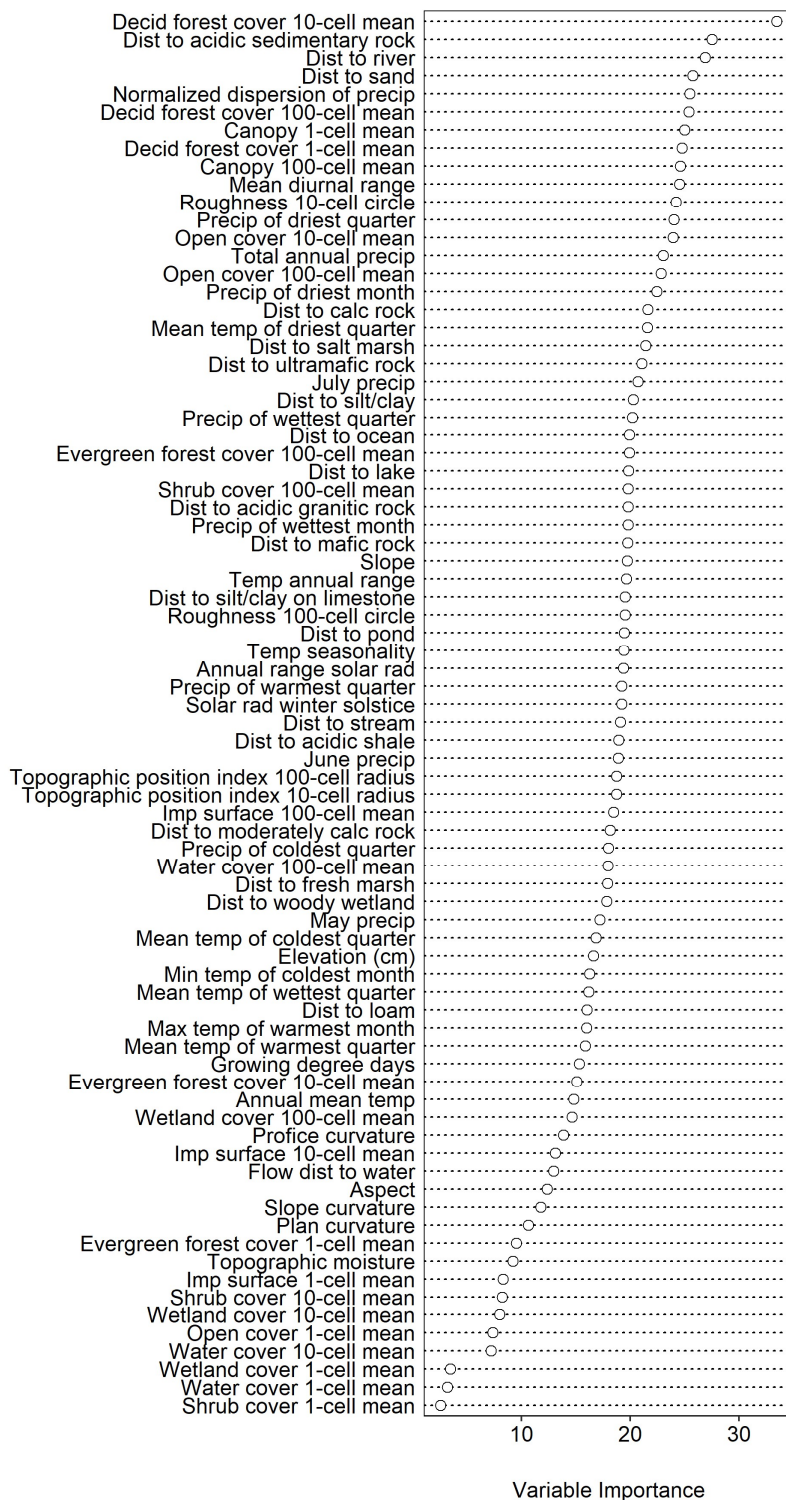 Decid forest cover 10-cell mean
Dist to acidic sedimentary rock
Dist to river
Dist to sand
Normalized dispersion of precip
Decid forest cover 100-cell mean
Canopy 1-cell mean
Decid forest cover 1-cell mean
Canopy 100-cell mean
Mean diurnal range
Roughness 10-cell circle
Precip of driest quarter
Open cover 10-cell mean
Total annual precip
Open cover 100-cell mean
Precip of driest month
Dist to calc rock
Mean temp of driest quarter
Dist to salt marsh
Dist to ultramafic rock
July precip
Dist to silt/clay
Precip of wettest quarter
Dist to ocean
Evergreen forest cover 100-cell mean
Dist to lake
Shrub cover 100-cell mean
Dist to acidic granitic rock
Precip of wettest month
Dist to mafic rock
Slope
Temp annual range
Dist to silt/clay on limestone
Roughness 100-cell circle
Dist to pond
Temp seasonality
Annual range solar rad
Precip of warmest quarter
Solar rad winter solstice
Dist to stream
Dist to acidic shale
June precip
Topographic position index 100-cell radius
Topographic position index 10-cell radius
Imp surface 100-cell mean
Dist to moderately calc rock
Precip of coldest quarter
Water cover 100-cell mean
Dist to fresh marsh
Dist to woody wetland
May precip
Mean temp of coldest quarter
Elevation (cm)
Min temp of coldest month
Mean temp of wettest quarter
Dist to loam
Max temp of warmest month
Mean temp of warmest quarter
Growing degree days
Evergreen forest cover 10-cell mean
Annual mean temp
Wetland cover 100-cell mean
Profice curvature
Imp surface 10-cell mean
Flow dist to water
Aspect
Slope curvature
Plan curvature
Evergreen forest cover 1-cell mean
Topographic moisture
Imp surface 1-cell mean
Shrub cover 10-cell mean
Wetland cover 10-cell mean
Open cover 1-cell mean
Water cover 10-cell mean
Wetland cover 1-cell mean
Water cover 1-cell mean
Shrub cover 1-cell mean
10 20 30
Variable Importance